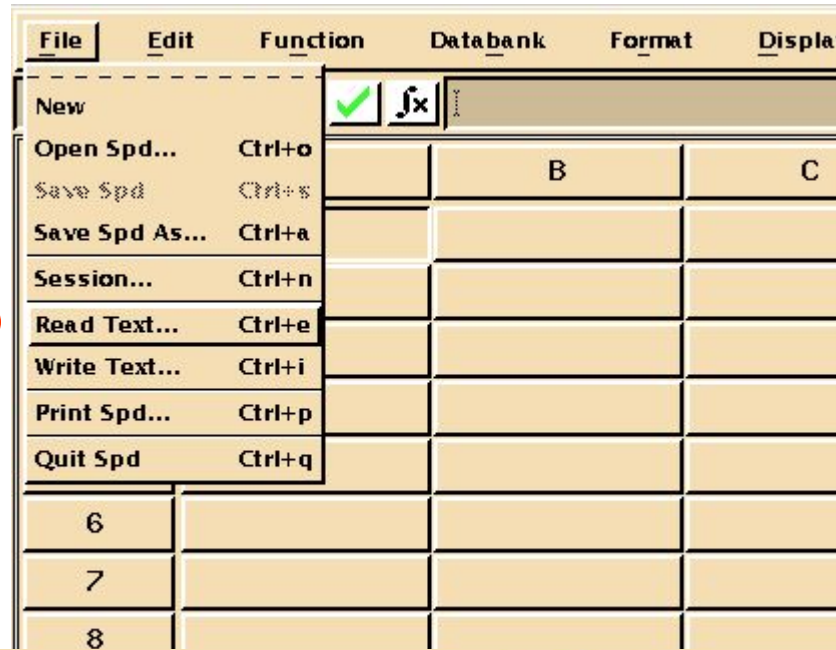 File Edit Function Databank Format Displa
New
fx
Open Spd... Ctrl+o
Save Spd Ctrl+s
Save Spd As... Ctrl+a
Session... Ctrl+n
Read Text... Ctrl+e
Write Text... Ctrl+i
Print Spd... Ctrl+p
Quit Spd Ctrl+q
B C
6
7
8